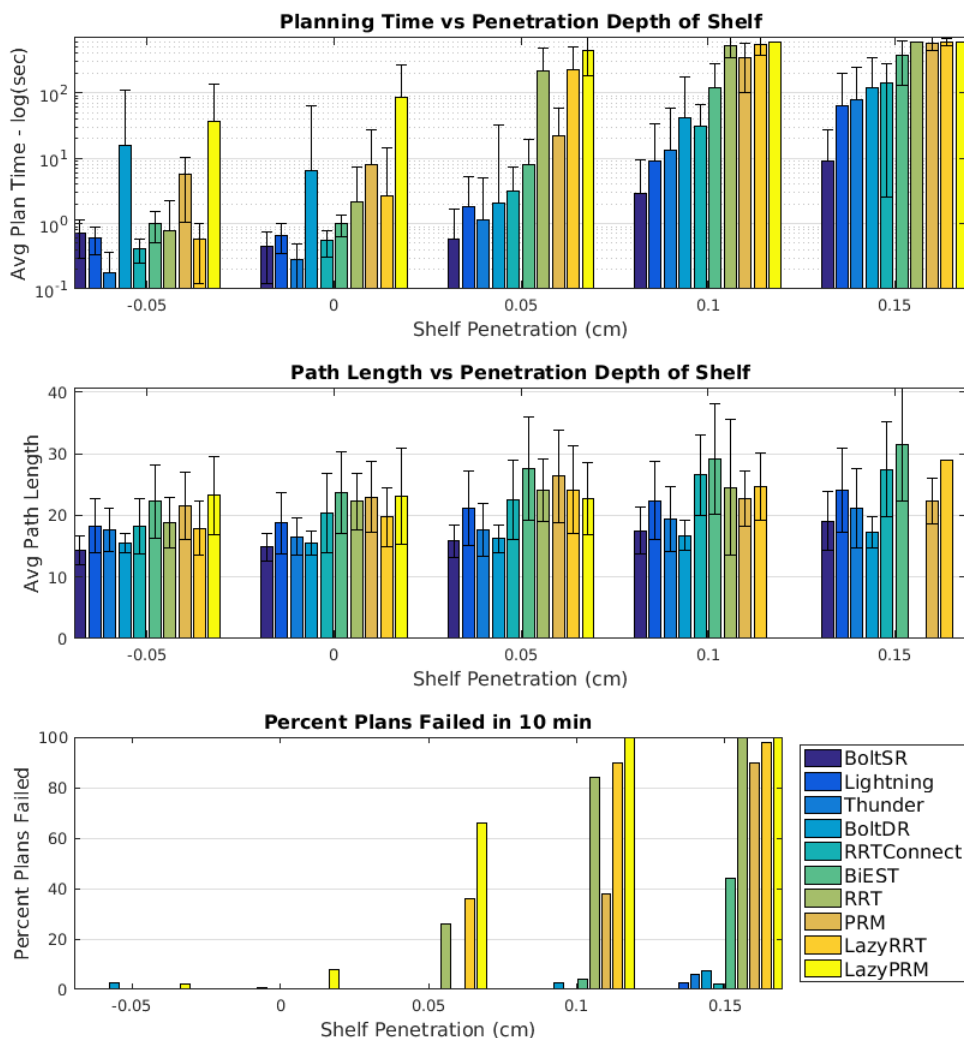 Planning Time vs Penetration Depth of Shelf
Avg Plan Time - log(sec)
10^2
10^1
10^0
10^-1
-0.05
0
0.05
0.1
0.15
Shelf Penetration (cm)
Path Length vs Penetration Depth of Shelf
Avg Path Length
40
30
20
10
0
-0.05
0
0.05
0.1
0.15
Shelf Penetration (cm)
Percent Plans Failed in 10 min
Percent Plans Failed
100
80
60
40
20
0
-0.05
0
0.05
0.1
0.15
Shelf Penetration (cm)
BoltSR
Lightning
Thunder
BoltDR
RRTConnect
BiEST
RRT
PRM
LazyRRT
LazyPRM